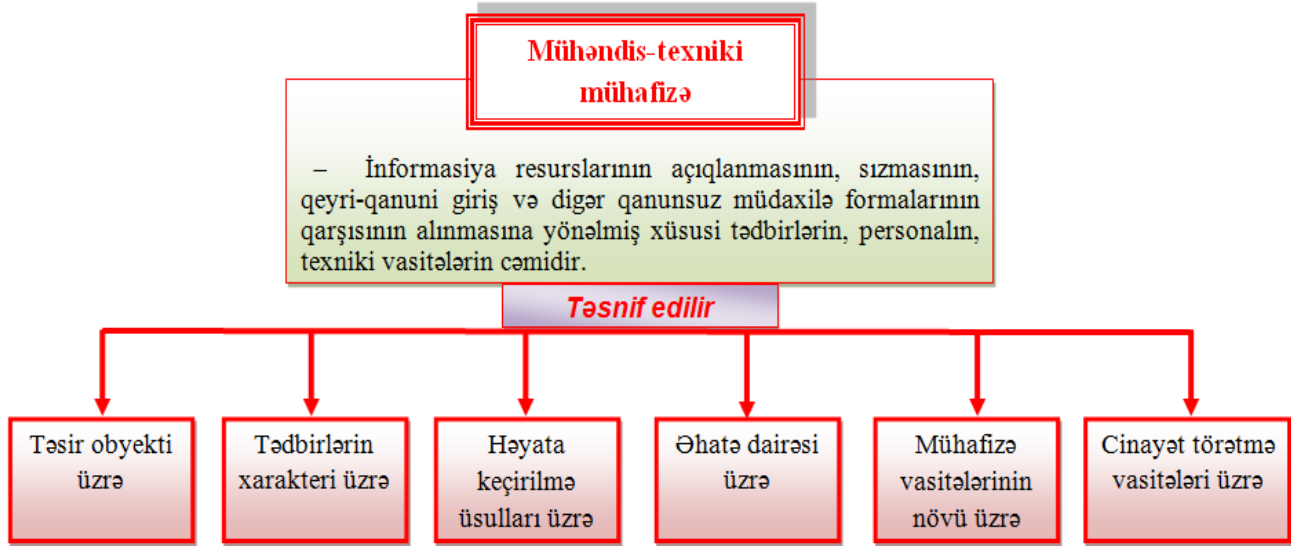 Mühəndis-texniki
mühafizə
– İnformasiya resurslarının açıqlanmasının, sızmasının,
qeyri-qanuni giriş və digər qanunsuz müdaxilə formalarının
qarşısının alınmasına yönəlmiş xüsusi tədbirlərin, personalın,
texniki vasitələrin cəmidir.
Təsnif edilir
Təsir obyekti
üzrə
Tədbirlərin
xarakteri üzrə
Həyata
keçirilmə
üsulları üzrə
Əhatə dairəsi
üzrə
Mühafizə
vasitələrinin
növü üzrə
Cinayət törətmə
vasitələri üzrə